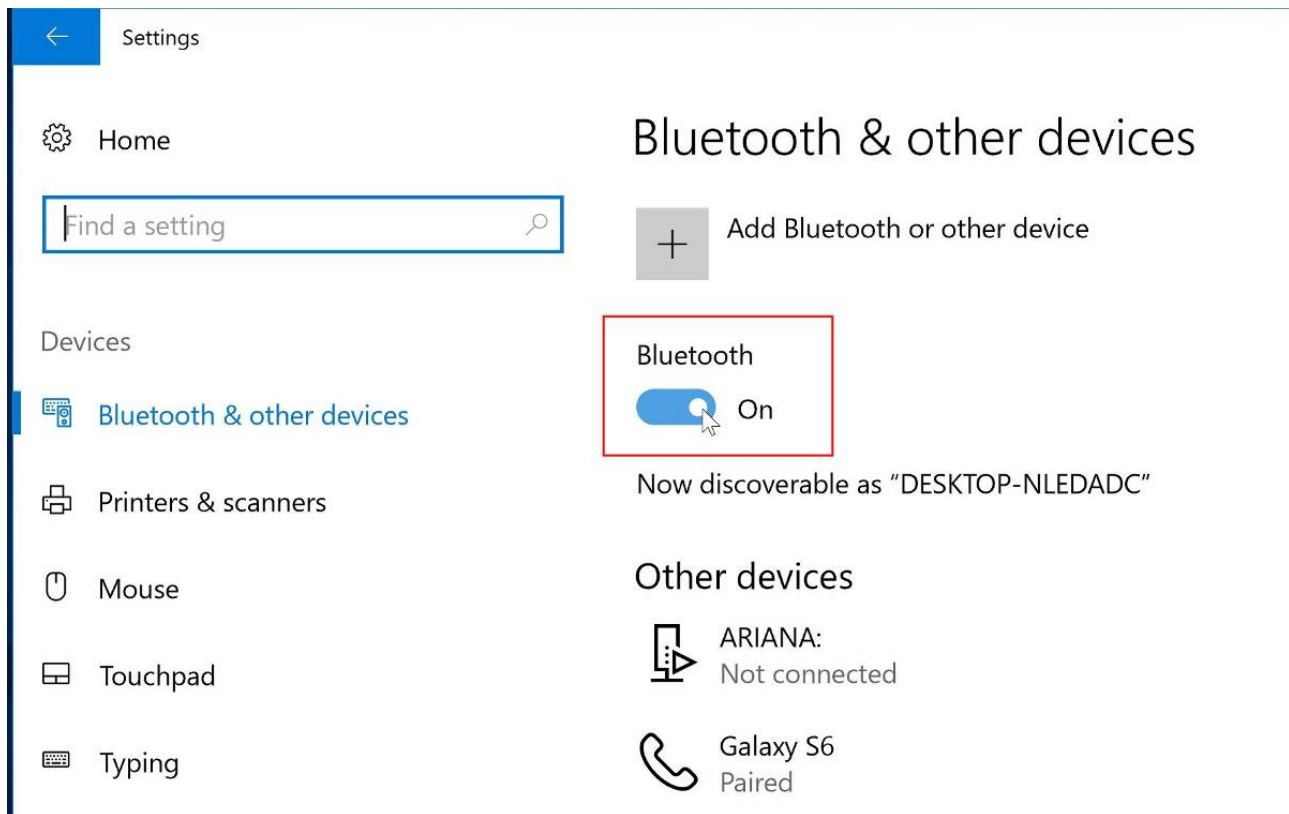 Settings
Home
Find a setting
Devices
Bluetooth & other devices
Printers & scanners
Mouse
Touchpad
Typing
Bluetooth & other devices
Add Bluetooth or other device
Bluetooth
On
Now discoverable as “DESKTOP-NLEDADC”
Other devices
ARIANA:
Not connected
Galaxy S6
Paired